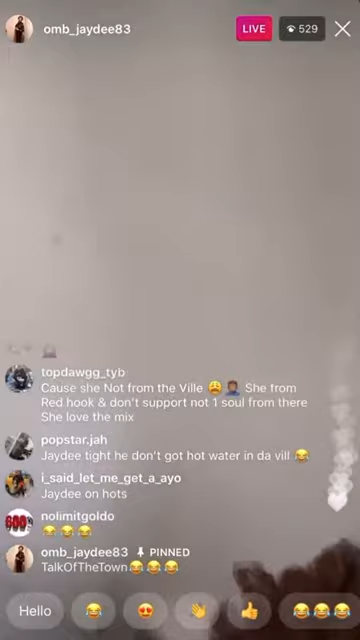 omb_jaydee83
LIVE
529
topdawgg_tyb
Cause she Not from the Ville 😩🤦🏽‍♂️ She from
Red hook & don't support not 1 soul from there
She love the mix
popstar.jah
Jaydee tight he don't got hot water in da vill 😂
i_said_let_me_get_a_ayo
Jaydee on hots
nolimitgoldo
😂😂😂
omb_jaydee83 PINNED
TalkOfTheTown😂😂😂
Hello 😂 😍 👏 👍 😂😂😂